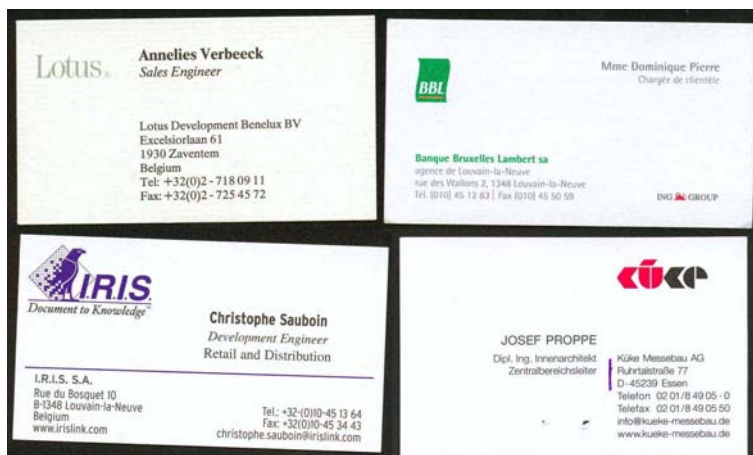 Lotus.
Annelies Verbeeck
Sales Engineer
Lotus Development Benelux BV
Excelsiorlaan 61
1930 Zaventem
Belgium
Tel: +32(0)2 - 718 09 11
Fax: +32(0)2 - 725 45 72
BBL
Mme Dominique Pierre
Chargée de clientèle
Banque Bruxelles Lambert sa
agence de Louvain-la-Neuve
rue des Wallons 2, 1348 Louvain-la-Neuve
Tél. (010) 45 12 83 | Fax (010) 45 50 59
ING GROUP
I.R.I.S.
Document to Knowledge™
Christophe Sauboin
Development Engineer
Retail and Distribution
I.R.I.S. S.A.
Rue du Bosquet 10
B-1348 Louvain-la-Neuve
Belgium
www.irislink.com
Tel.: +32-(0)10-45 13 64
Fax: +32(0)10-45 34 43
christophe.sauboin@irislink.com
KÜKE
JOSEF PROPPE
Dipl. Ing. Innenarchitekt
Zentralbereichsleiter
Küke Messebau AG
Ruhrtalstraße 77
D-45239 Essen
Telefon 02 01/8 49 05 - 0
Telefax 02 01/8 49 05 50
info@kueke-messebau.de
www.kueke-messebau.de